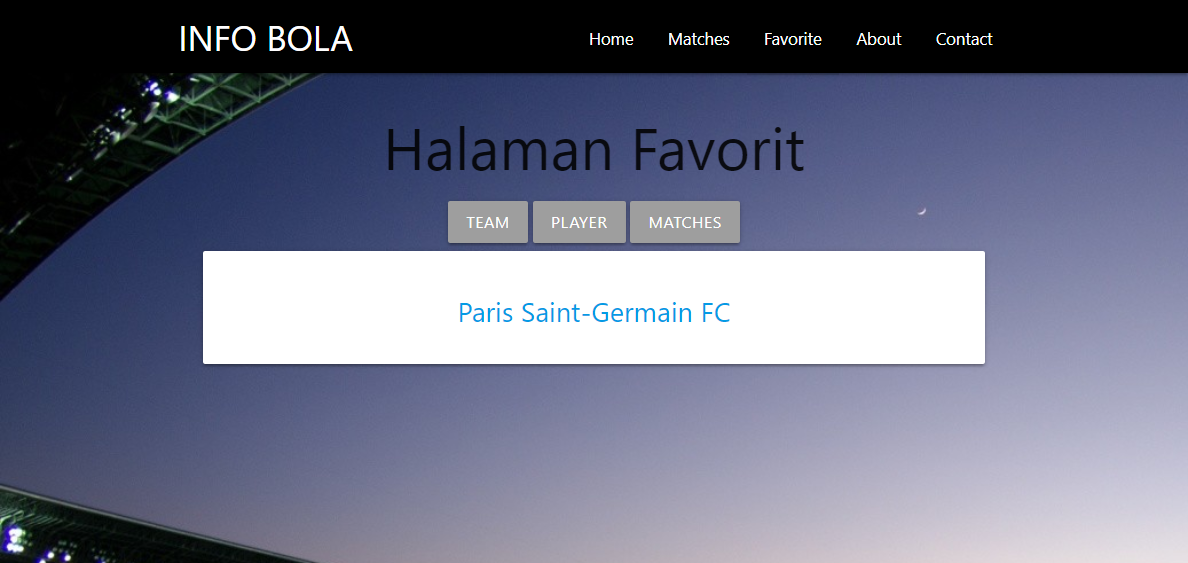 INFO BOLA
Home Matches Favorite About Contact
Halaman Favorit
TEAM PLAYER MATCHES
Paris Saint-Germain FC